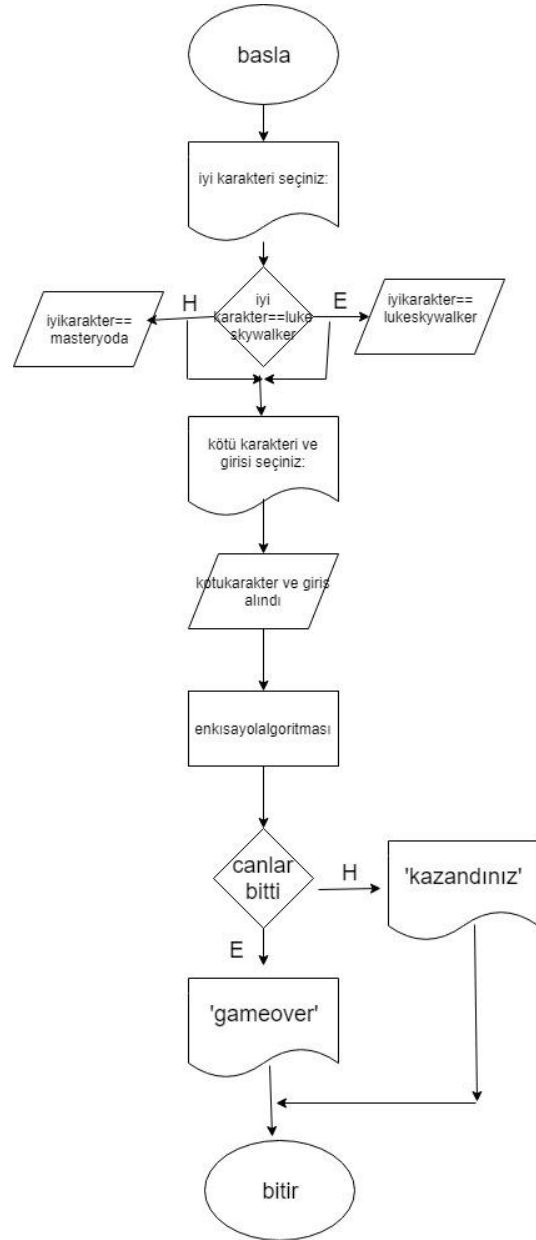 basla
iyi karakteri seçiniz:
H
iyi
karakter==luke
skywalker
E
iyikarakter==
masteryoda
iyikarakter==
lukeskywalker
kötü karakteri ve
girisi seçiniz:
kotukarakter ve giris
alındı
enkısayolalgoritması
canlar
bitti
H
'kazandınız'
E
'gameover'
bitir